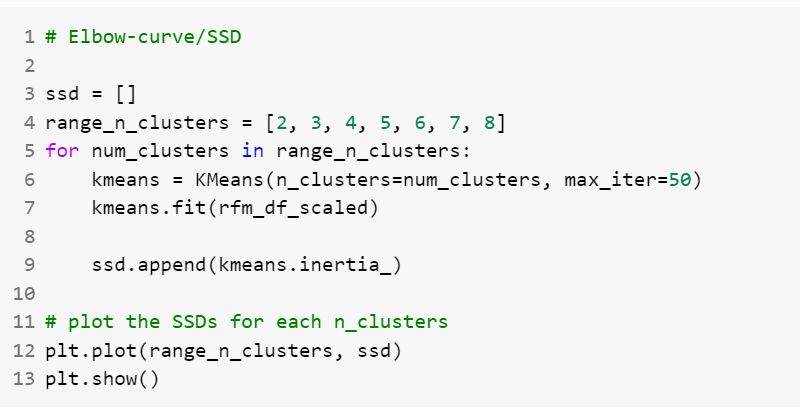 1 # Elbow-curve/SSD
2
3 ssd = []
4 range_n_clusters = [2, 3, 4, 5, 6, 7, 8]
5 for num_clusters in range_n_clusters:
6     kmeans = KMeans(n_clusters=num_clusters, max_iter=50)
7     kmeans.fit(rfm_df_scaled)
8
9     ssd.append(kmeans.inertia_)
10
11 # plot the SSDs for each n_clusters
12 plt.plot(range_n_clusters, ssd)
13 plt.show()